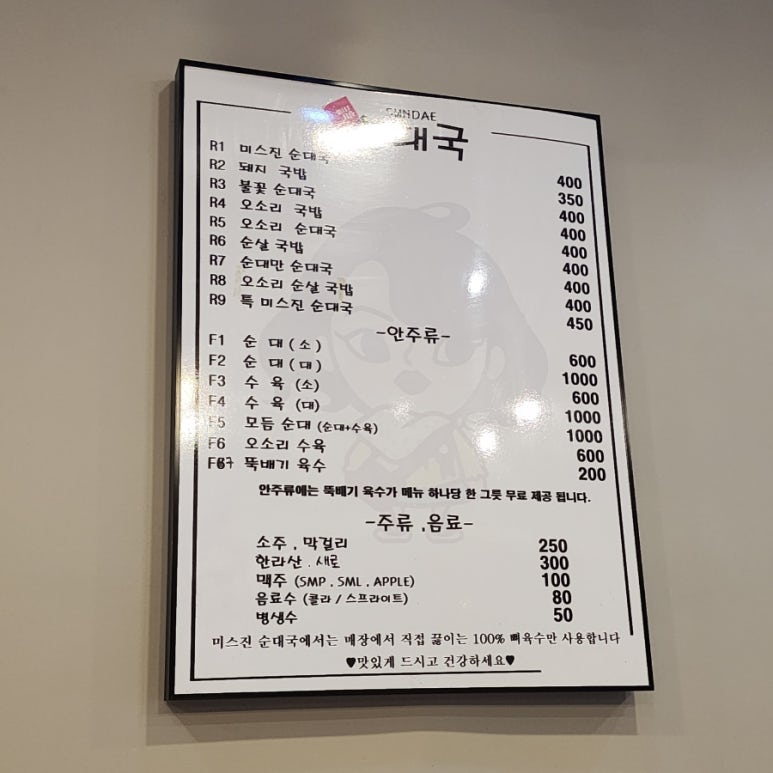 SUNDAE
대국
R1 미스진 순대국 400
R2 돼지 국밥 350
R3 불꽃 순대국 400
R4 오소리 국밥 400
R5 오소리 순대국 400
R6 순살 국밥 400
R7 순대만 순대국 400
R8 오소리 순살 국밥 400
R9 특 미스진 순대국 450
-안주류-
F1 순 대 (소) 600
F2 순 대 (대) 1000
F3 수 육 (소) 600
F4 수 육 (대) 1000
F5 모듬 순대 (순대+수육) 1000
F6 오소리 수육 600
F7 뚝배기 육수 200
안주류에는 뚝배기 육수가 메뉴 하나당 한 그릇 무료 제공 됩니다.
-주류 .음료-
소주 . 막걸리 250
한라산 . 새로 300
맥주 (SMP . SML . APPLE) 100
음료수 (콜라 / 스프라이트) 80
병생수 50
미스진 순대국에서는 매장에서 직접 끓이는 100% 뼈육수만 사용합니다
♥맛있게 드시고 건강하세요♥